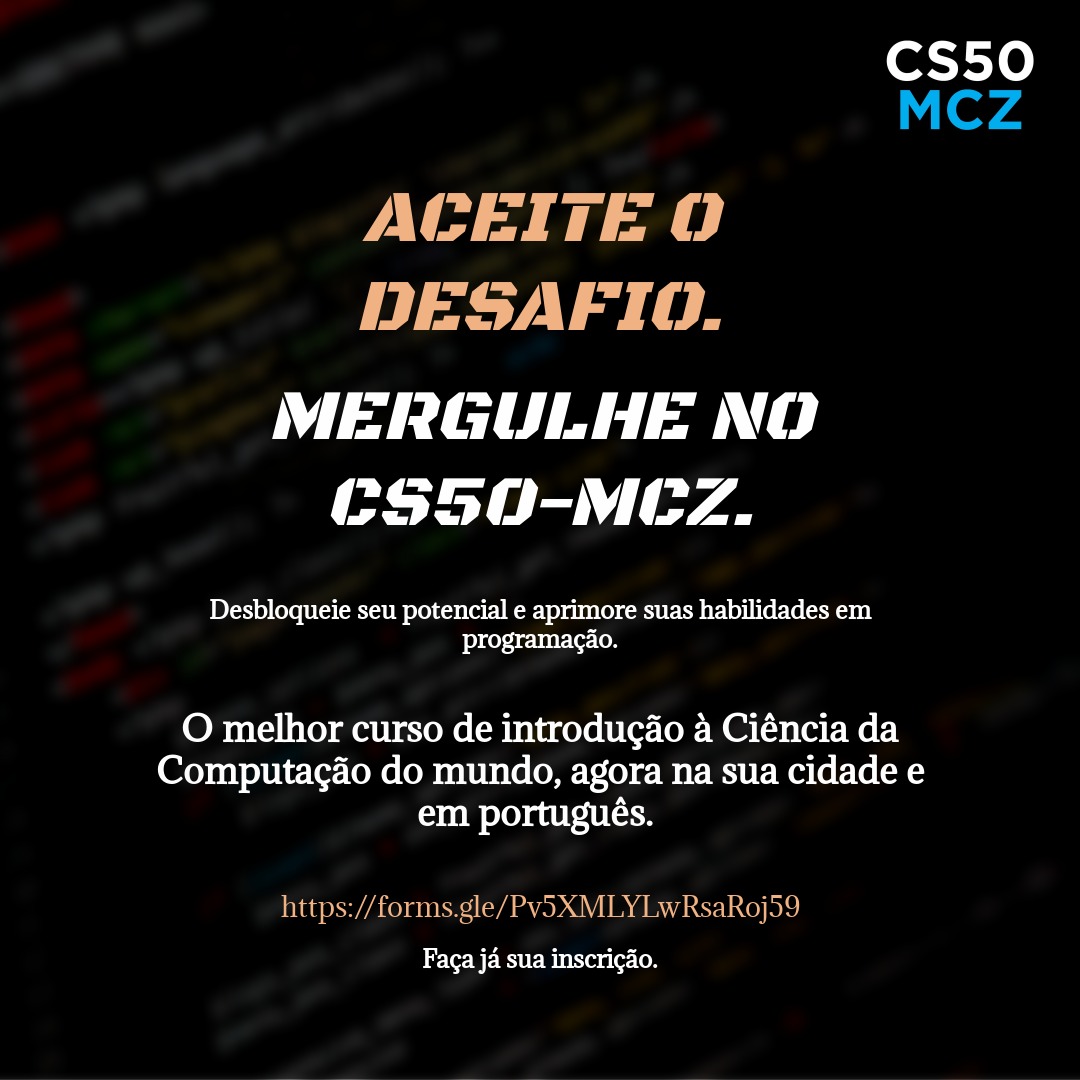 CS50
MCZ
ACEITE O
DESAFIO.
MERGULHE NO
CS50-MCZ.
Desbloqueie seu potencial e aprimore suas habilidades em
programação.
O melhor curso de introdução à Ciência da
Computação do mundo, agora na sua cidade e
em português.
https://forms.gle/Pv5XMLYLwRsaRoj59
Faça já sua inscrição.